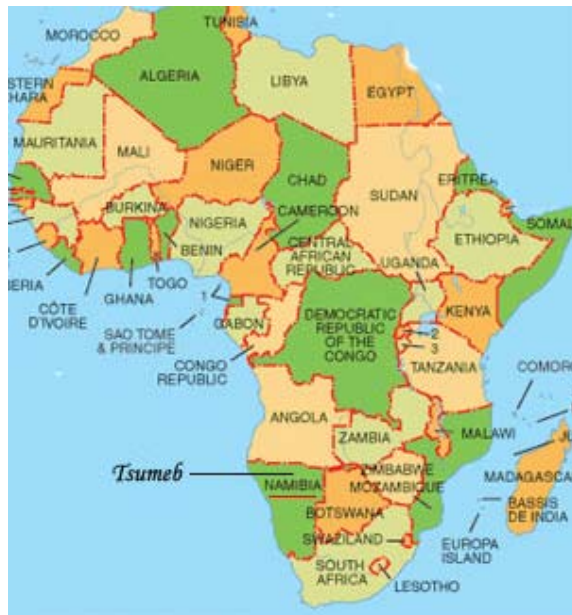 TUNISIA
MOROCCO
ALGERIA
LIBYA
EGYPT
STERN
HARA
MAURITANIA
MALI
NIGER
CHAD
SUDAN
ERITREA
BURKINA
NIGERIA
CAMEROON
BENIN
CENTRAL
AFRICAN
REPUBLIC
ETHIOPIA
SOMAL
UGANDA
ERIA
TOGO
GHANA
CÔTE
D'IVOIRE
1
GABON
SAO TOME
& PRINCIPE
CONGO
REPUBLIC
DEMOCRATIC
REPUBLIC
OF THE
CONGO
KENYA
2
3
TANZANIA
COMORO
ANGOLA
ZAMBIA
MALAWI
JU
Tsumeb
NAMIBIA
ZIMBABWE
MOZAMBIQUE
MADAGASCA
BASSIS
DE INDIA
BOTSWANA
EUROPA
ISLAND
SWAZILAND
SOUTH
AFRICA
LESOTHO